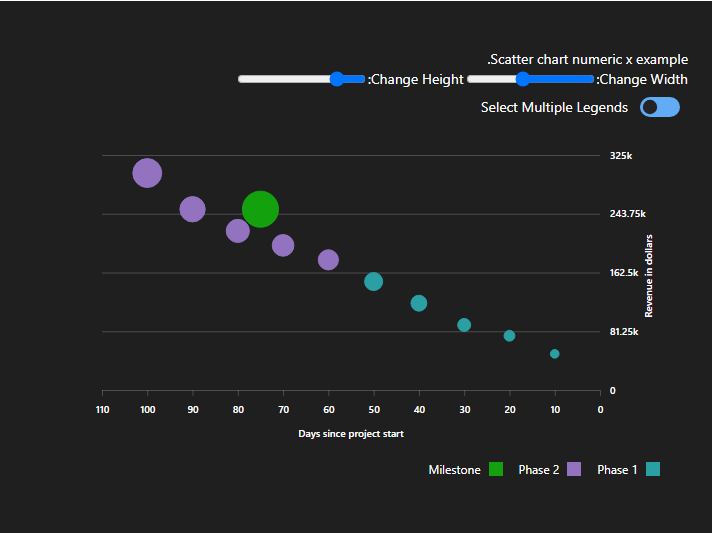 .Scatter chart numeric x example
:Change Height :Change Width
Select Multiple Legends
325k
243.75k
162.5k
81.25k
0
Revenue in dollars
110 100 90 80 70 60 50 40 30 20 10 0
Days since project start
Milestone Phase 2 Phase 1